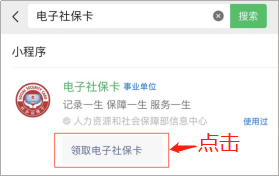 电子社保卡 搜索
小程序
电子社保卡 事业单位
记录一生 保障一生 服务一生
人力资源和社会保障部信息中心 使用过
领取电子社保卡 点击